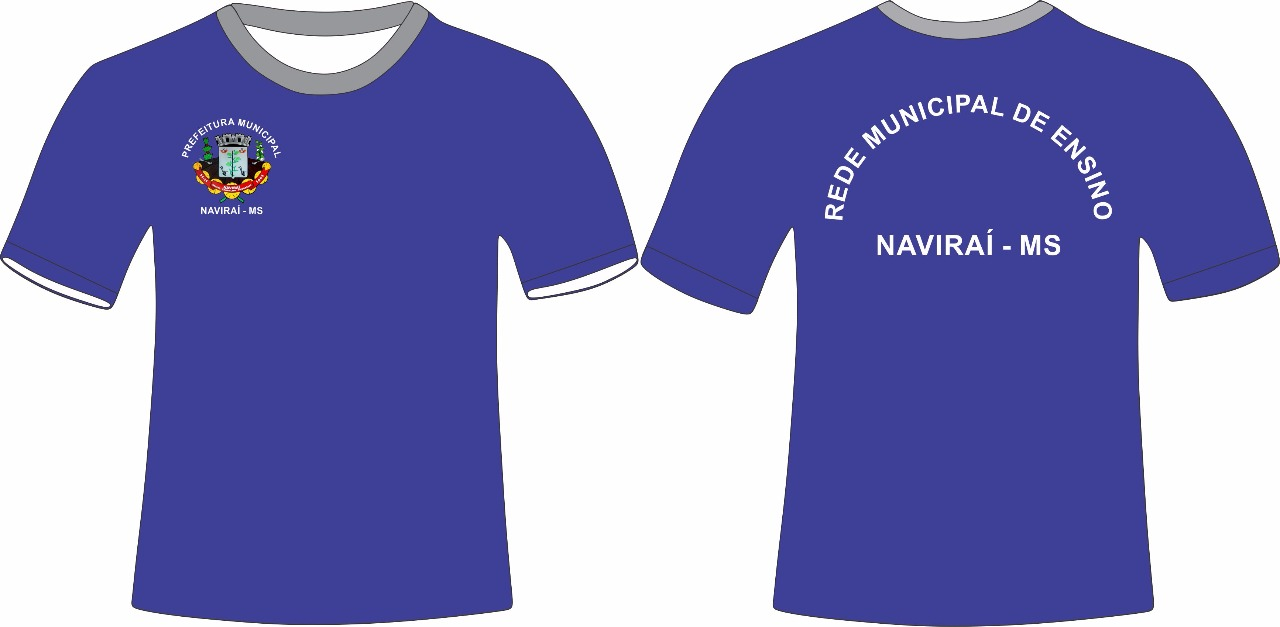 PREFEITURA MUNICIPAL
NAVIRAÍ - MS
REDE MUNICIPAL DE ENSINO
NAVIRAÍ - MS